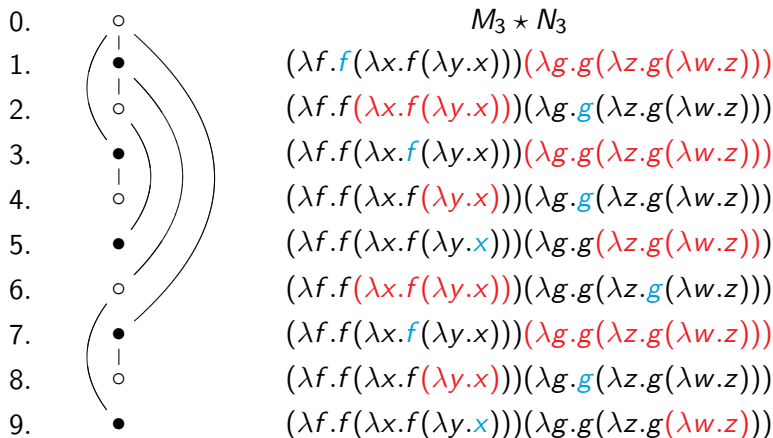 0. M₃ ⋆ N₃
1. (λf.f(λx.f(λy.x)))(λg.g(λz.g(λw.z)))
2. (λf.f(λx.f(λy.x)))(λg.g(λz.g(λw.z)))
3. (λf.f(λx.f(λy.x)))(λg.g(λz.g(λw.z)))
4. (λf.f(λx.f(λy.x)))(λg.g(λz.g(λw.z)))
5. (λf.f(λx.f(λy.x)))(λg.g(λz.g(λw.z)))
6. (λf.f(λx.f(λy.x)))(λg.g(λz.g(λw.z)))
7. (λf.f(λx.f(λy.x)))(λg.g(λz.g(λw.z)))
8. (λf.f(λx.f(λy.x)))(λg.g(λz.g(λw.z)))
9. (λf.f(λx.f(λy.x)))(λg.g(λz.g(λw.z)))